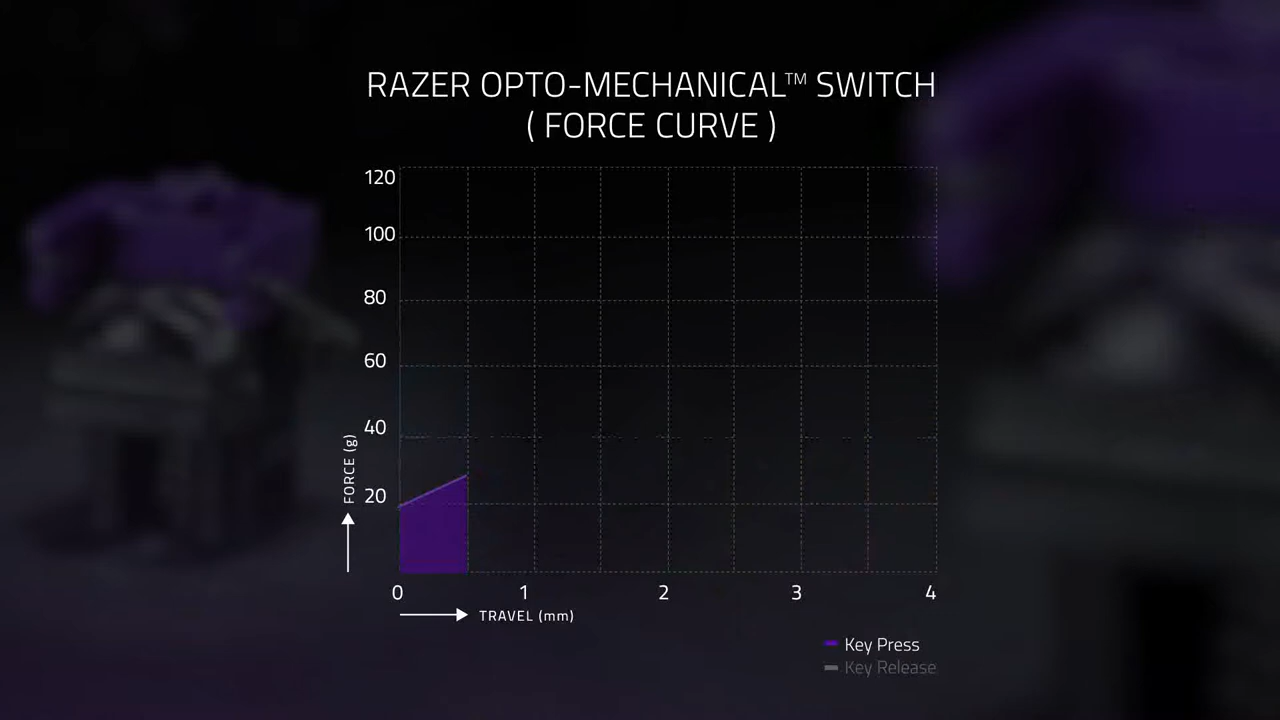 RAZER OPTO-MECHANICAL™ SWITCH
( FORCE CURVE )
120
100
80
60
40
20
FORCE (g)
0 1 2 3 4
TRAVEL (mm)
Key Press
Key Release